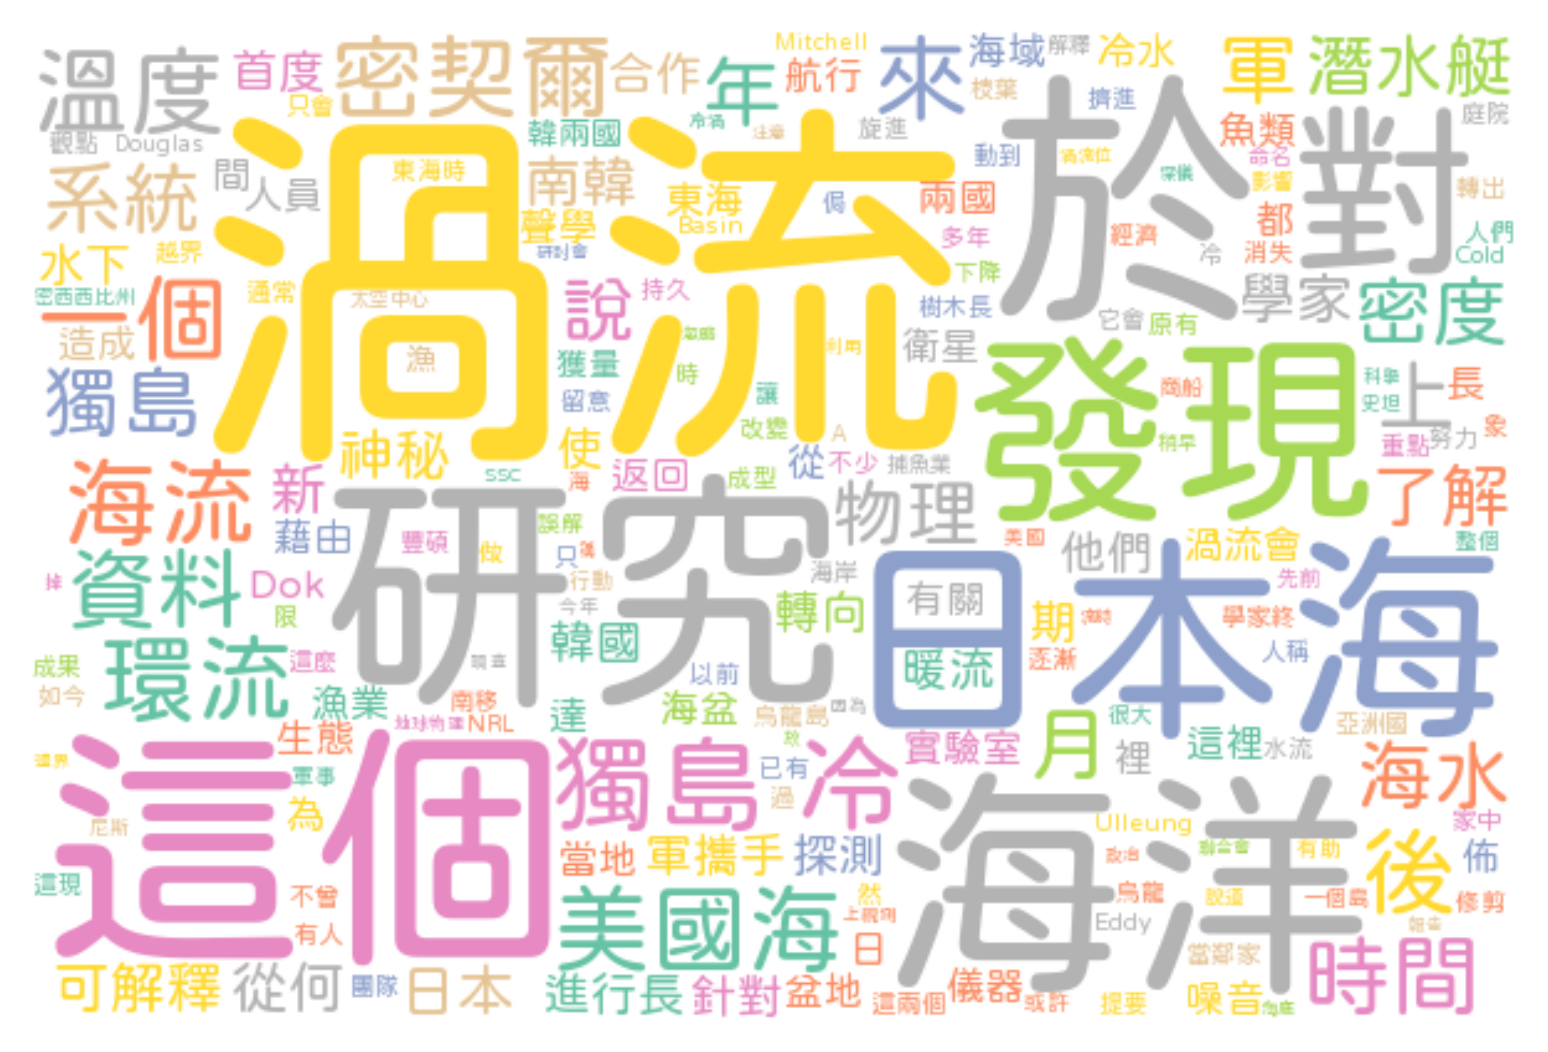 溫度 首度 密契爾 合作 年 Mitchell 航行 來 海域 解釋 冷水 軍 潛水艇
只會 冷渦 注意 棱葉 擠進 魚類 庭院
觀點 Douglas 韓兩國 旋進 於 對
渦流 發現
系統 間 人員 東海時 南韓 東海 侷 兩國 動到 命名 影響 轉出
水下 越界 聲學 Basin 多年 經濟 冷 都 消失 人們 Cold
密西西比州 通常 太空中心 研討會 說 持久 下降 樹木長 它會 原有 學家 密度
一個 造成 漁 獲量 時 利用 衛星
獨島 留意 讓 改變 商船 科學 史坦 上 長
神秘 使 A 稍早 重點 努力 象
海流 新 ssc 海 返回 成型 從 不少 捕魚業 了解
藉由 豐碩 做 誤解 只 研究 物理 美國 他們 渦流會 整個
資料 Dok 限 行動 今年 海岸 有關 先前
掉 韓國 轉向 日本海 期 學家終
環流 這麼 調查 以前 暖流 逐漸 人稱
成果 如今 漁業 南移 達 海盆 烏龍島 因為 很大 亞洲國
生態 地球物理 NRL 故 實驗室 月 裡 這裡 水流
這個 軍事 獨島冷 已有 過 海洋 海水
尼斯 為 當地 軍攜手 探測 Ulleung 家中
這現 不曾 有人 美國海 然 政治 聯合會 有助 後 佈
上親州 日 烏龍 Eddy 說道 一個島 修剪 報告
可解釋 從何 團隊 日本 進行長 針對 盆地 這兩個 儀器 或許 提要 當鄰家 噪音 海底 時間